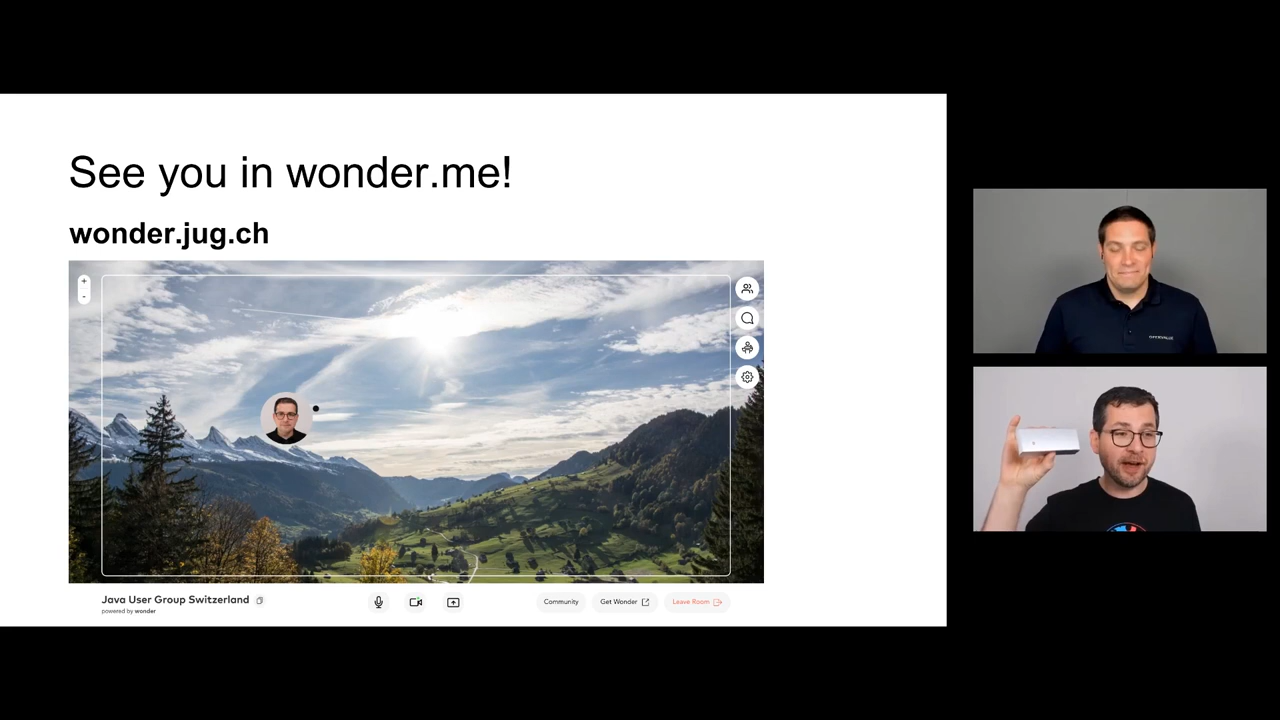 See you in wonder.me!
wonder.jug.ch
+
-
Java User Group Switzerland
powered by wonder
Community
Get Wonder
Leave Room